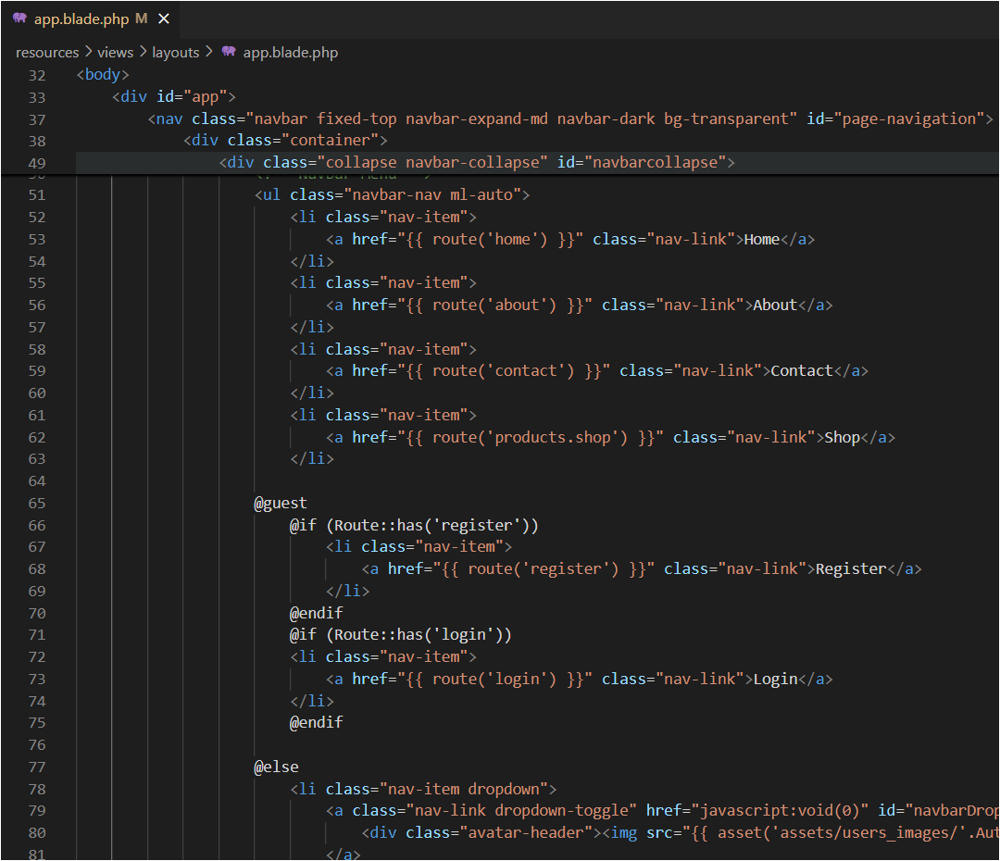 app.blade.php M
resources > views > layouts > app.blade.php
32 <body>
33 <div id="app">
37 <nav class="navbar fixed-top navbar-expand-md navbar-dark bg-transparent" id="page-navigation">
38 <div class="container">
49 <div class="collapse navbar-collapse" id="navbarcollapse">
51 <ul class="navbar-nav ml-auto">
52 <li class="nav-item">
53 <a href="{{ route('home') }}" class="nav-link">Home</a>
54 </li>
55 <li class="nav-item">
56 <a href="{{ route('about') }}" class="nav-link">About</a>
57 </li>
58 <li class="nav-item">
59 <a href="{{ route('contact') }}" class="nav-link">Contact</a>
60 </li>
61 <li class="nav-item">
62 <a href="{{ route('products.shop') }}" class="nav-link">Shop</a>
63 </li>
64
65 @guest
66 @if (Route::has('register'))
67 <li class="nav-item">
68 <a href="{{ route('register') }}" class="nav-link">Register</a>
69 </li>
70 @endif
71 @if (Route::has('login'))
72 <li class="nav-item">
73 <a href="{{ route('login') }}" class="nav-link">Login</a>
74 </li>
75 @endif
76
77 @else
78 <li class="nav-item dropdown">
79 <a class="nav-link dropdown-toggle" href="javascript:void(0)" id="navbarDrop
80 <div class="avatar-header"><img src="{{ asset('assets/users_images/'.Aut
81 </a>